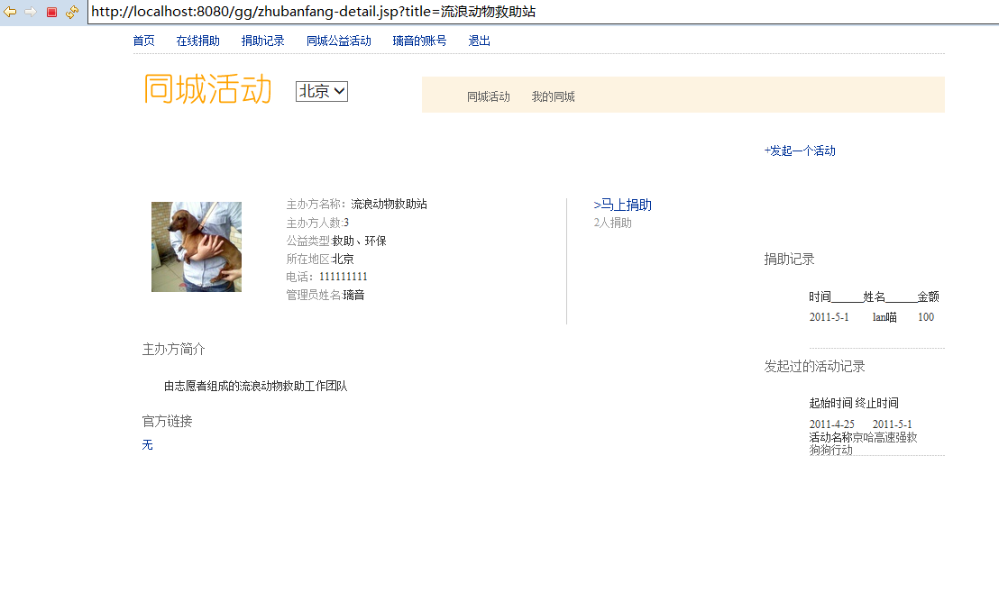 http://localhost:8080/gg/zhubanfang-detail.jsp?title=流浪动物救助站
首页 在线捐助 捐助记录 同城公益活动 璃音的账号 退出
同城活动 北京 同城活动 我的同城
+发起一个活动
主办方名称：流浪动物救助站
主办方人数:3
公益类型:救助、环保
所在地区:北京
电话：111111111
管理员姓名:璃音
>马上捐助
2人捐助
主办方简介
由志愿者组成的流浪动物救助工作团队
官方链接
无
捐助记录
时间______姓名______金额
2011-5-1 lan喵 100
发起过的活动记录
起始时间 终止时间
2011-4-25 2011-5-1
活动名称京哈高速强救
狗狗行动